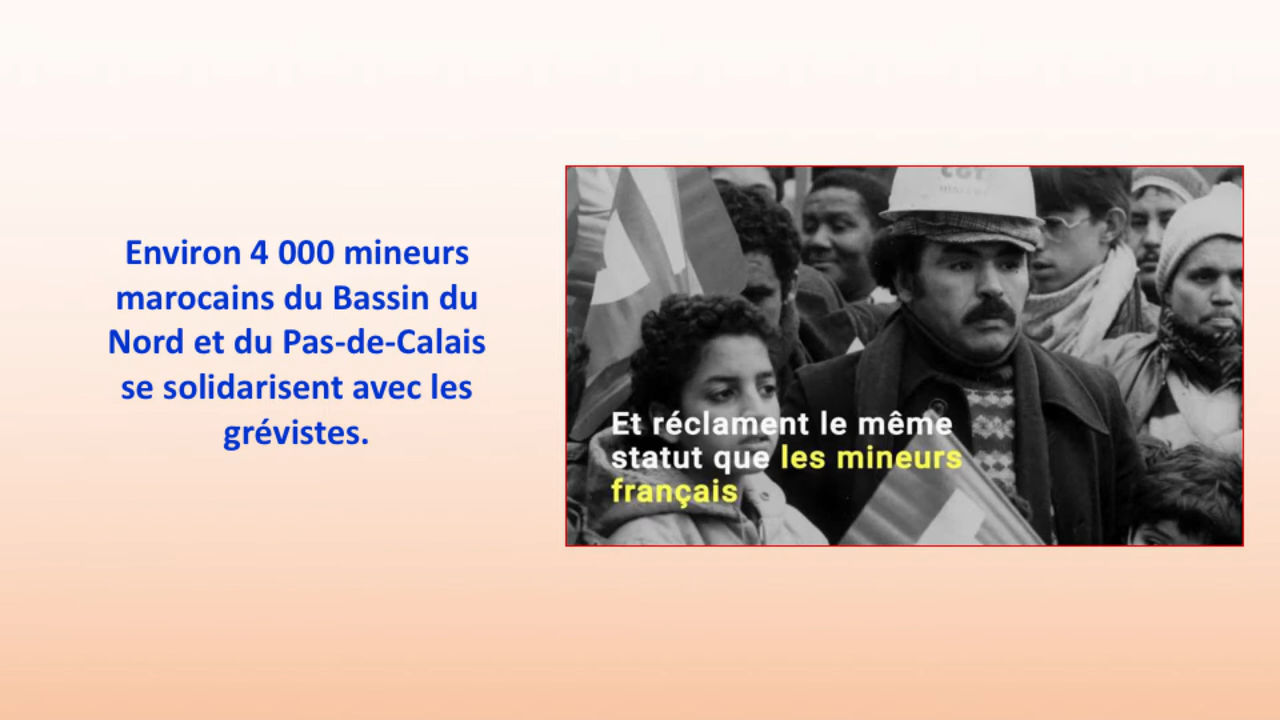 Environ 4 000 mineurs
marocains du Bassin du
Nord et du Pas-de-Calais
se solidarisent avec les
grévistes.
CGT
Et réclament le même
statut que les mineurs
français